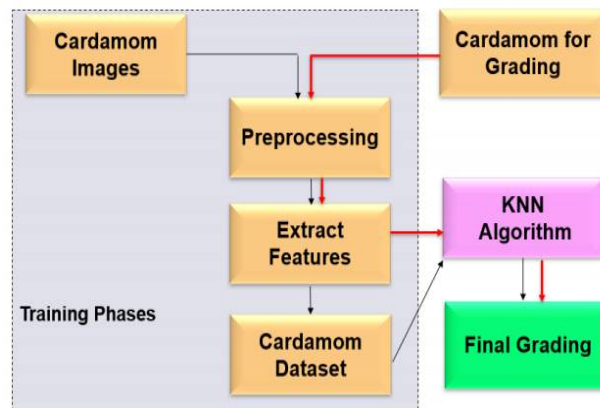 Cardamom
Images
Cardamom for
Grading
Preprocessing
Extract
Features
KNN
Algorithm
Training Phases
Cardamom
Dataset
Final Grading